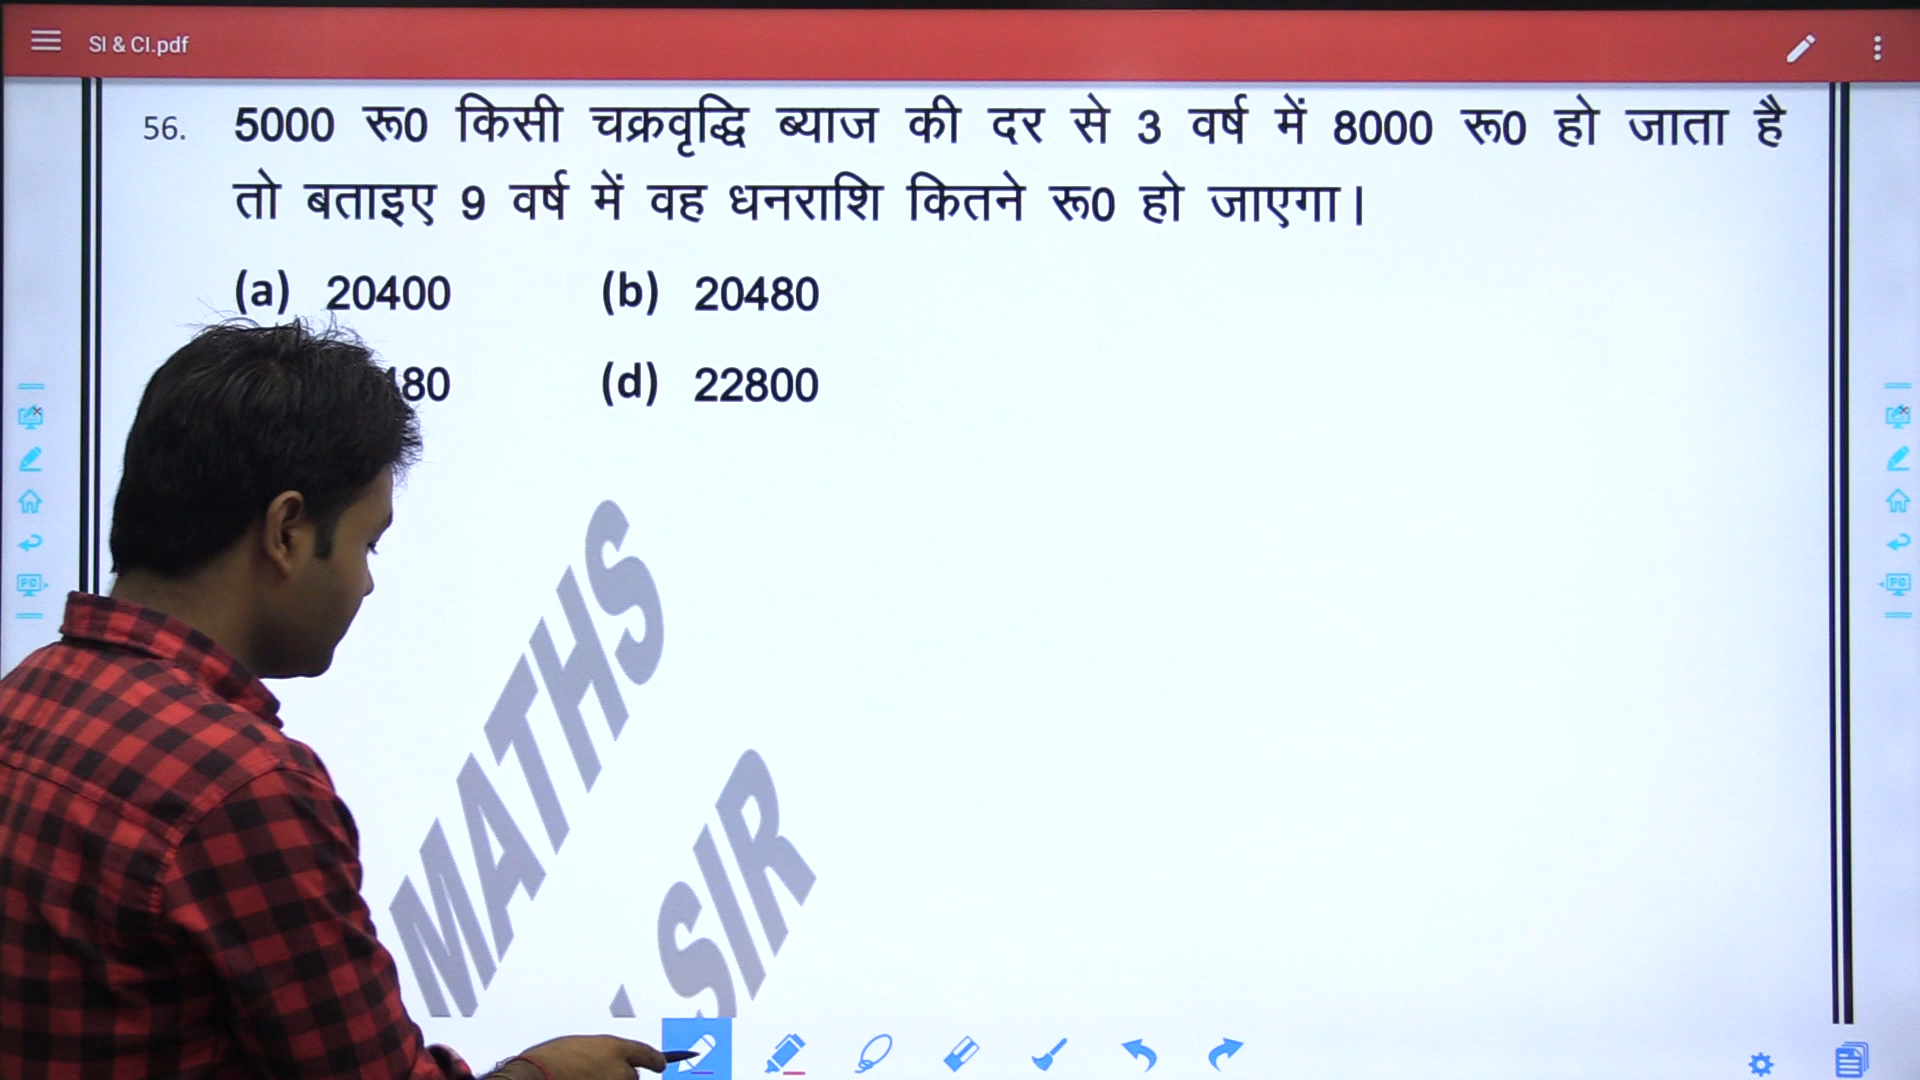 SI & CI.pdf
56. 5000 रू0 किसी चक्रवृद्धि ब्याज की दर से 3 वर्ष में 8000 रू0 हो जाता है
तो बताइए 9 वर्ष में वह धनराशि कितने रू0 हो जाएगा।
(a) 20400 (b) 20480
80 (d) 22800
MATHS
SIR